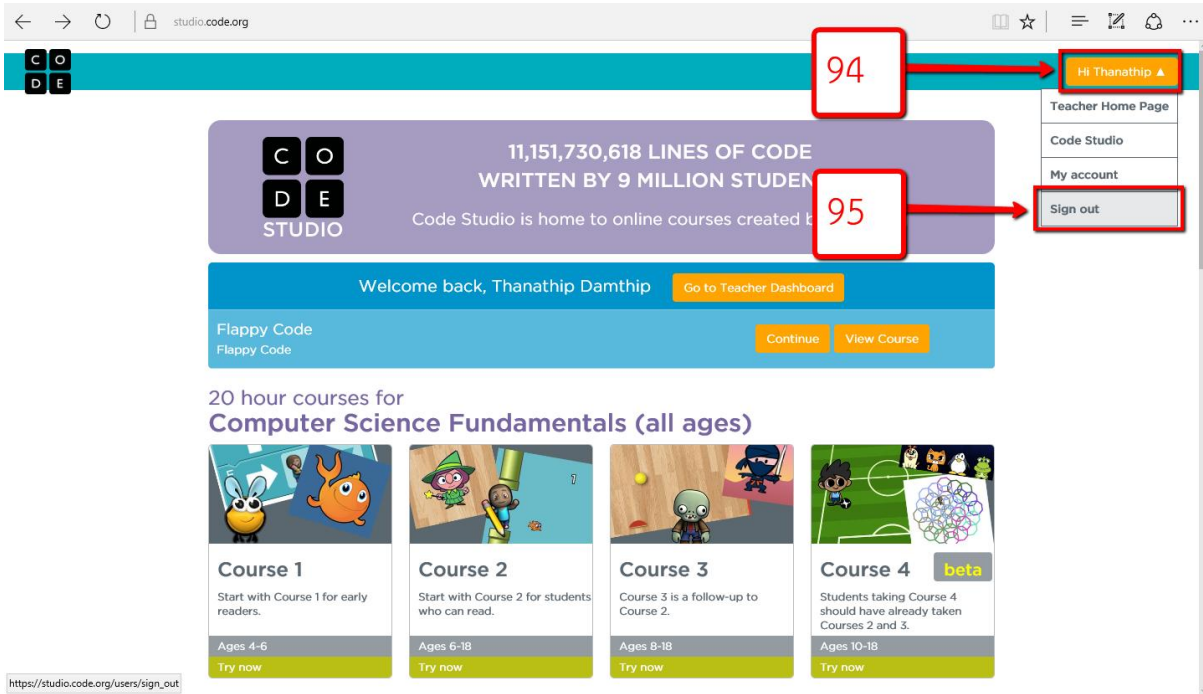 studio.code.org
C O
D E
94
Hi Thanathip ▲
Teacher Home Page
Code Studio
My account
Sign out
95
C O
D E
STUDIO
11,151,730,618 LINES OF CODE
WRITTEN BY 9 MILLION
Code Studio is home to online courses created
Welcome back, Thanathip Damthip
Go to Teacher Dashboard
Flappy Code
Flappy Code
Continue
View Course
20 hour courses for
Computer Science Fundamentals (all ages)
1
Course 1
Start with Course 1 for early
readers.
Ages 4-6
Try now
Course 2
Start with Course 2 for students
who can read.
Ages 6-18
Try now
Course 3
Course 3 is a follow-up to
Course 2.
Ages 8-18
Try now
Course 4
beta
Students taking Course 4
should have already taken
Courses 2 and 3.
Ages 10-18
Try now
https://studio.code.org/users/sign_out